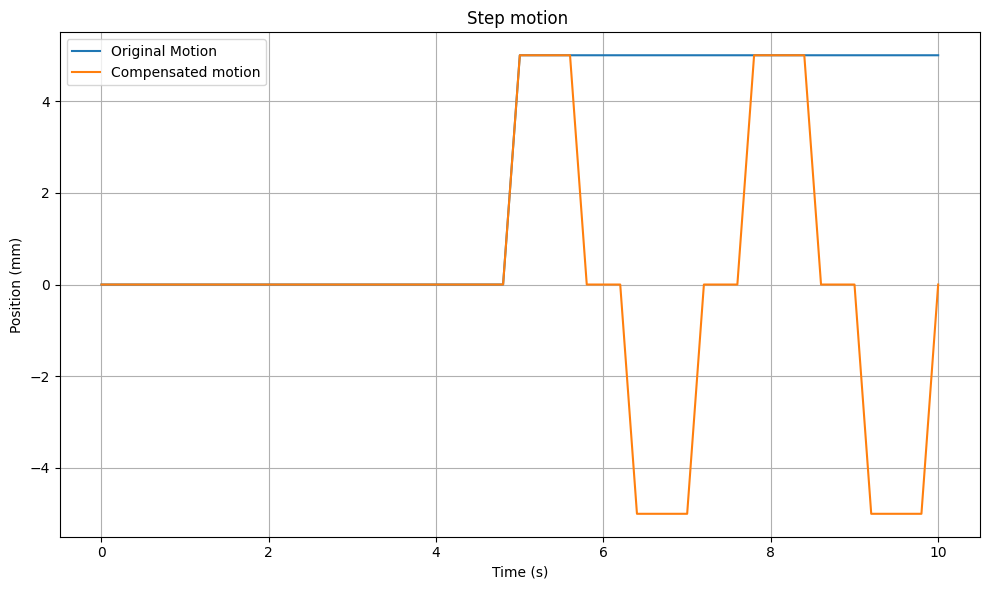 Step motion
Original Motion
Compensated motion
Position (mm)
4
2
0
−2
−4
0 2 4 6 8 10
Time (s)